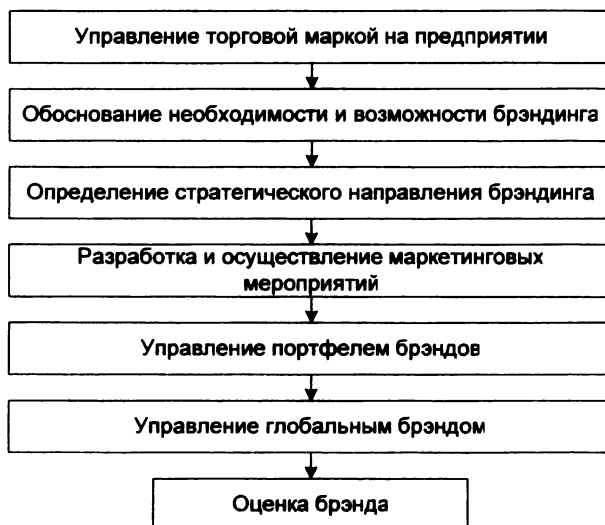 Управление торговой маркой на предприятии
Обоснование необходимости и возможности брэндинга
Определение стратегического направления брэндинга
Разработка и осуществление маркетинговых
мероприятий
Управление портфелем брэндов
Управление глобальным брэндом
Оценка брэнда